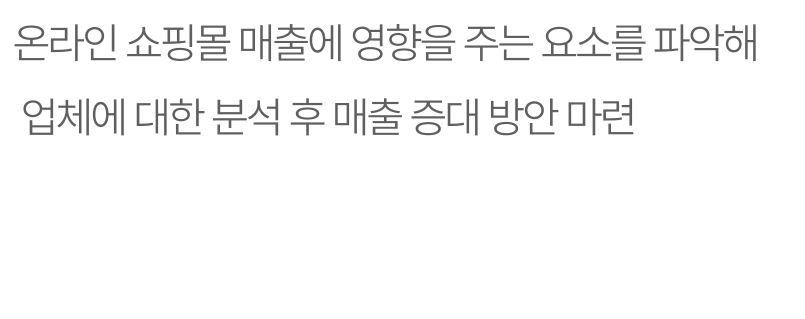 온라인 쇼핑몰 매출에 영향을 주는 요소를 파악해
업체에 대한 분석 후 매출 증대 방안 마련